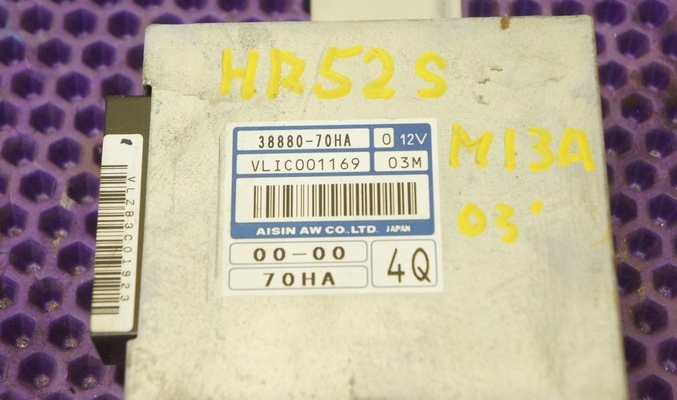 HR52S
38880-70HA 0 12V
VLIC001169 03M
M13A
AISIN AW CO.,LTD. JAPAN
03'
00-00
70HA
4Q
VLZB3C01923